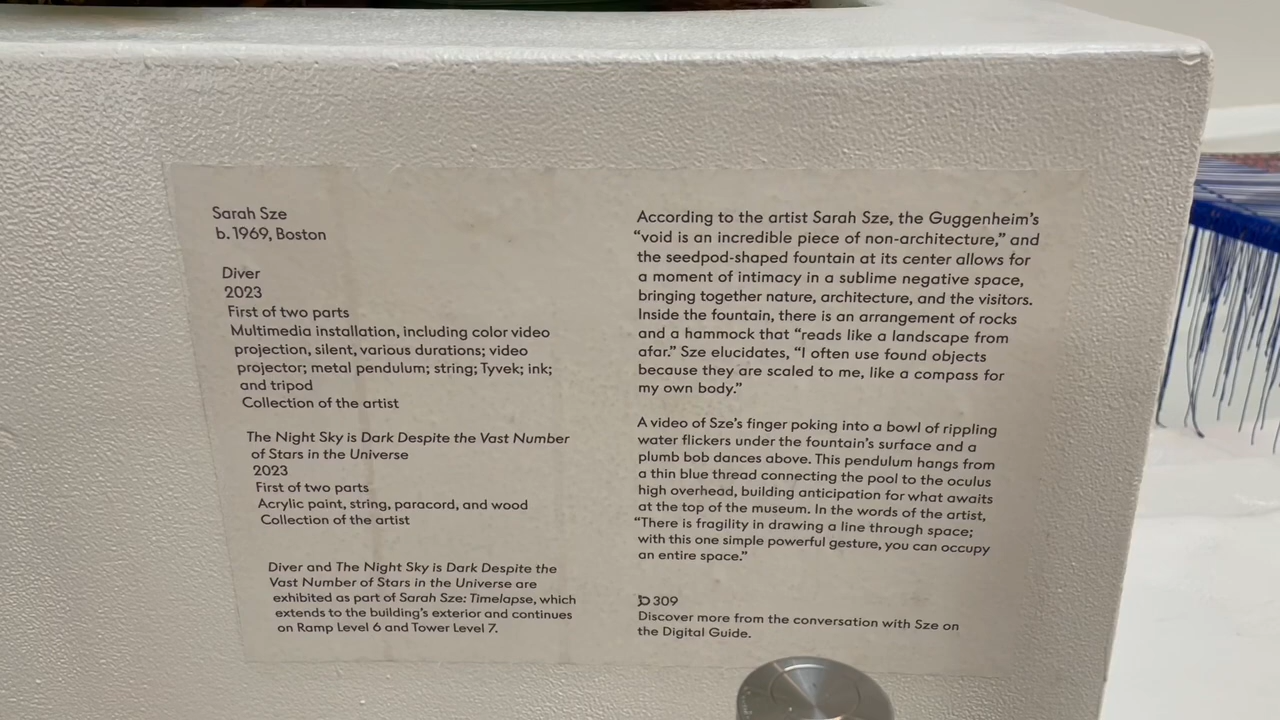 Sarah Sze
b. 1969, Boston
Diver
2023
First of two parts
Multimedia installation, including color video
projection, silent, various durations; video
projector; metal pendulum; string; Tyvek; ink;
and tripod
Collection of the artist
The Night Sky is Dark Despite the Vast Number
of Stars in the Universe
2023
First of two parts
Acrylic paint, string, paracord, and wood
Collection of the artist
Diver and The Night Sky is Dark Despite the
Vast Number of Stars in the Universe are
exhibited as part of Sarah Sze: Timelapse, which
extends to the building's exterior and continues
on Ramp Level 6 and Tower Level 7.
According to the artist Sarah Sze, the Guggenheim's
“void is an incredible piece of non-architecture,” and
the seedpod-shaped fountain at its center allows for
a moment of intimacy in a sublime negative space,
bringing together nature, architecture, and the visitors.
Inside the fountain, there is an arrangement of rocks
and a hammock that “reads like a landscape from
afar.” Sze elucidates, “I often use found objects
because they are scaled to me, like a compass for
my own body.”
A video of Sze's finger poking into a bowl of rippling
water flickers under the fountain's surface and a
plumb bob dances above. This pendulum hangs from
a thin blue thread connecting the pool to the oculus
high overhead, building anticipation for what awaits
at the top of the museum. In the words of the artist,
“There is fragility in drawing a line through space;
with this one simple powerful gesture, you can occupy
an entire space.”
309
Discover more from the conversation with Sze on
the Digital Guide.